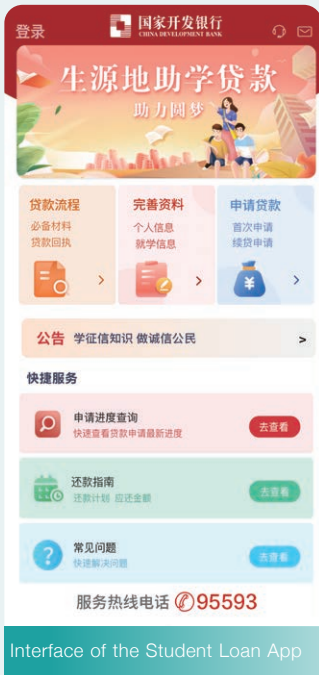 登录
国家开发银行
CHINA DEVELOPMENT BANK
生源地助学贷款
助力圆梦
贷款流程
必备材料
贷款回执
完善资料
个人信息
就学信息
申请贷款
首次申请
续贷申请
¥
公告 学征信知识 做诚信公民 >
快捷服务
申请进度查询
快速查看贷款申请最新进度
去查看
还款指南
还款计划 应还金额
去查看
常见问题
快速解决问题
去查看
服务热线电话 95593
Interface of the Student Loan App